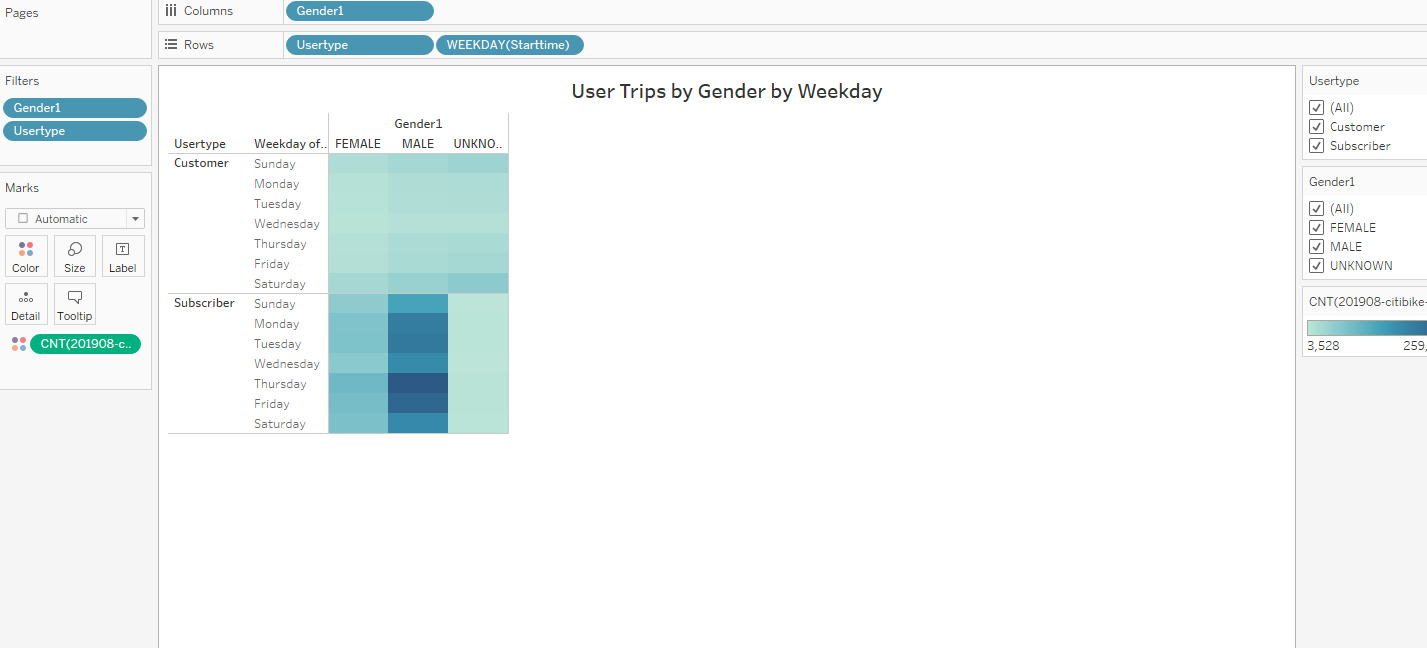 Pages
Columns Gender1
Rows Usertype WEEKDAY(Starttime)
Filters
Gender1
Usertype
Marks
Automatic
Color Size Label
Detail Tooltip
CNT(201908-c..
User Trips by Gender by Weekday
Gender1
Usertype Weekday of.. FEMALE MALE UNKNO..
Customer Sunday
Monday
Tuesday
Wednesday
Thursday
Friday
Saturday
Subscriber Sunday
Monday
Tuesday
Wednesday
Thursday
Friday
Saturday
Usertype
(All)
Customer
Subscriber
Gender1
(All)
FEMALE
MALE
UNKNOWN
CNT(201908-citibike-
3,528 259,